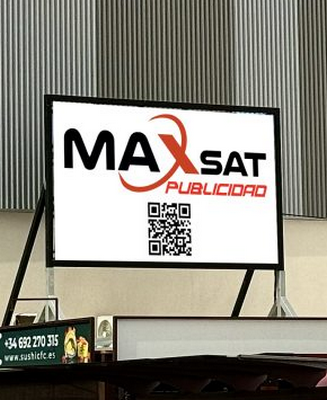 MAXSAT
PUBLICIDAD
+34 692 270 315
www.sushicfc.es